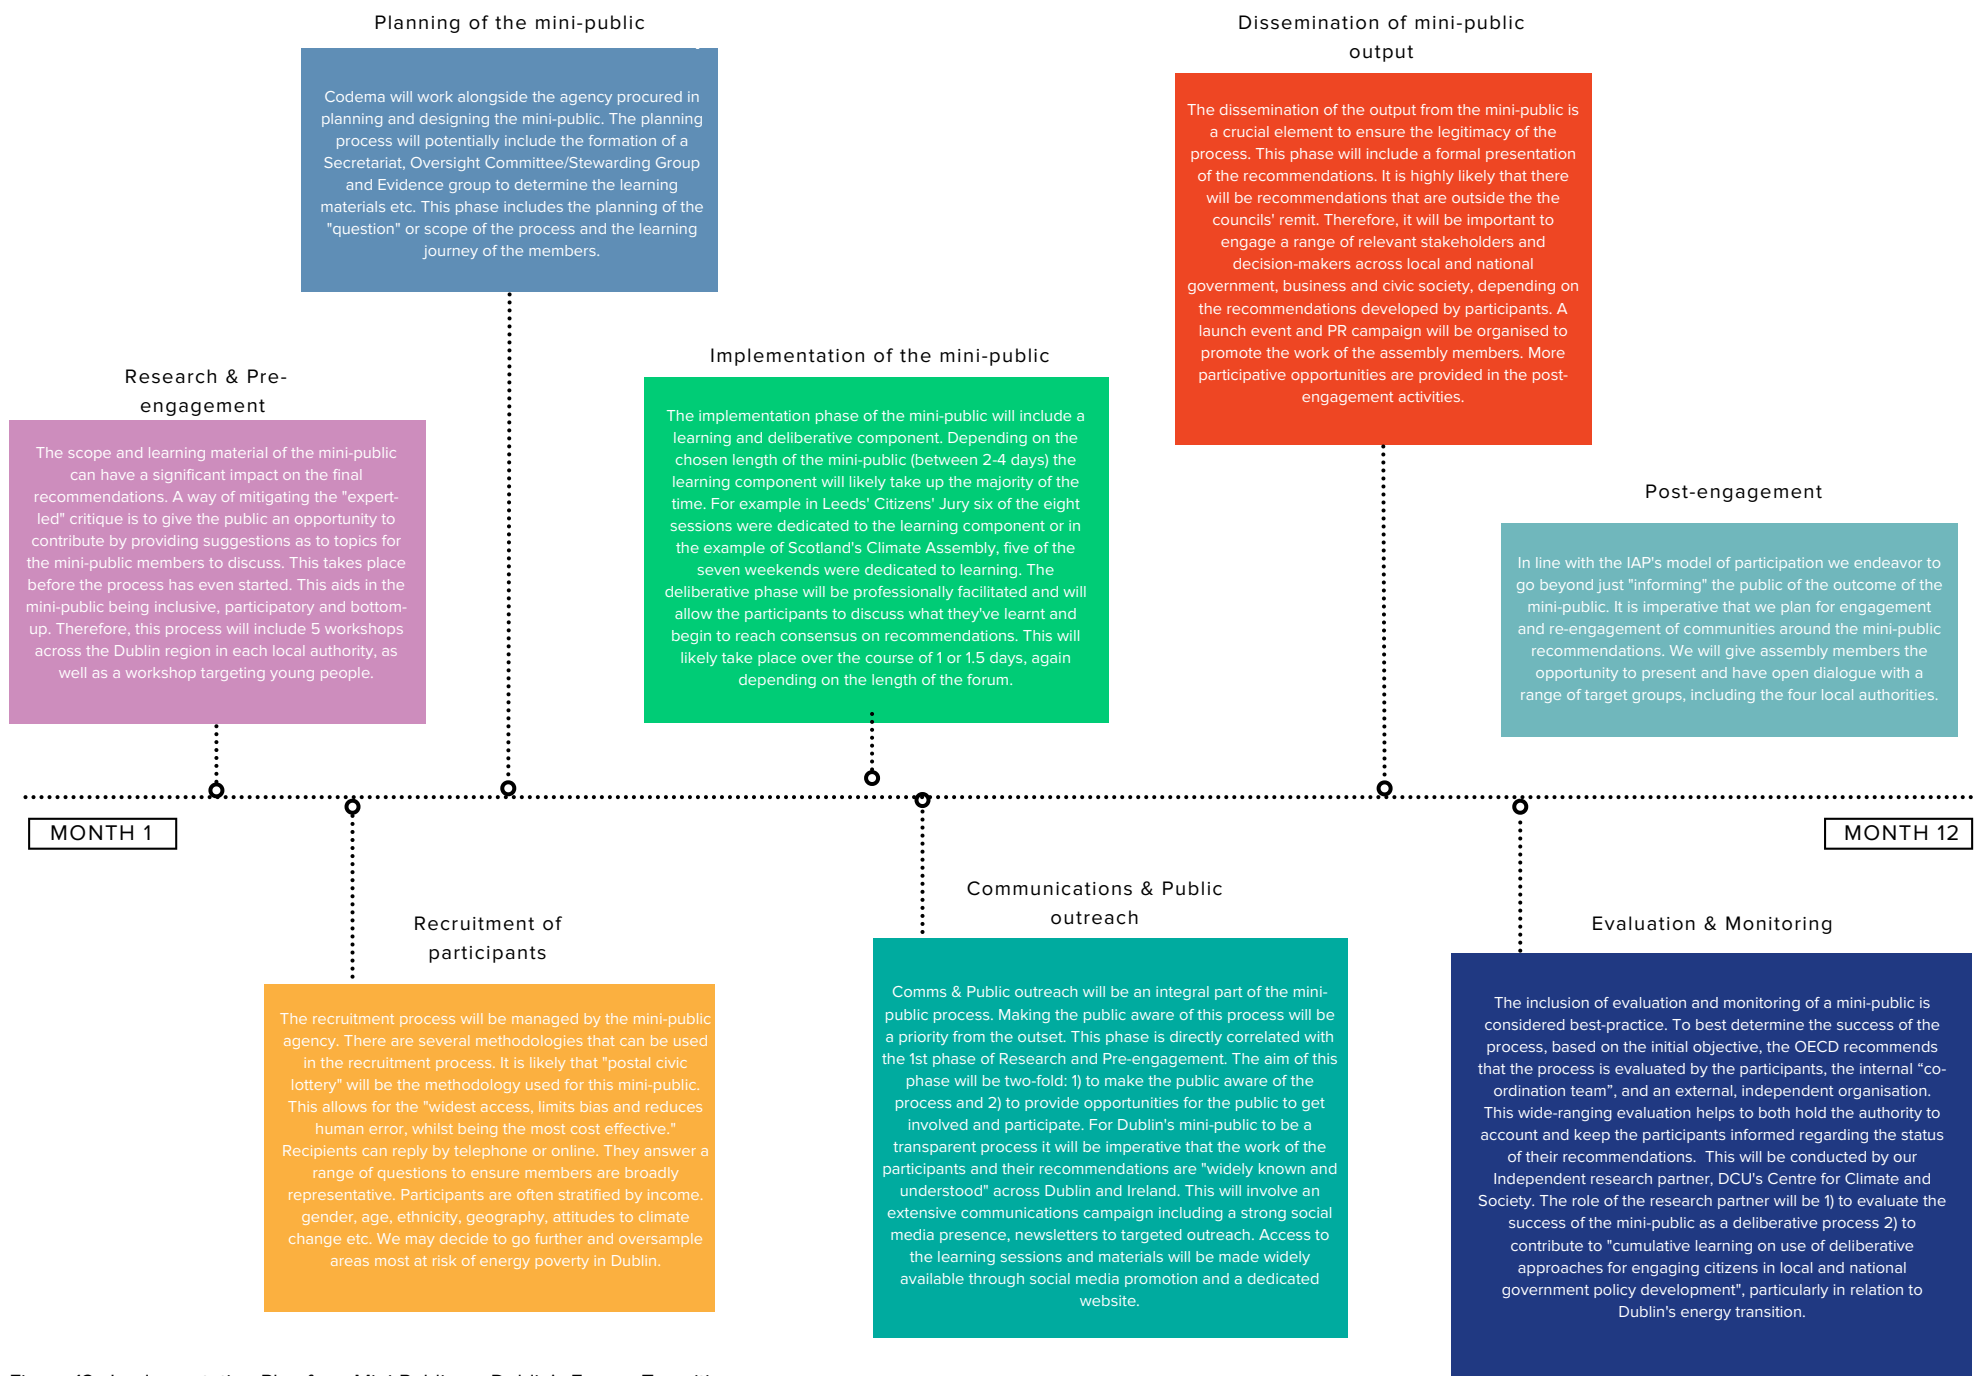 Planning of the mini-public
Codema will work alongside the agency procured in
planning and designing the mini-public. The planning
process will potentially include the formation of a
Secretariat, Oversight Committee/Stewarding Group
and Evidence group to determine the learning
materials etc. This phase includes the planning of the
"question" or scope of the process and the learning
journey of the members.
Dissemination of mini-public
output
The dissemination of the output from the mini-public is
a crucial element to ensure the legitimacy of the
process. This phase will include a formal presentation
of the recommendations. It is highly likely that there
will be recommendations that are outside the the
councils' remit. Therefore, it will be important to
engage a range of relevant stakeholders and
decision-makers across local and national
government, business and civic society, depending on
the recommendations developed by participants. A
launch event and PR campaign will be organised to
promote the work of the assembly members. More
participative opportunities are provided in the post-
engagement activities.
Research & Pre-
engagement
The scope and learning material of the mini-public
can have a significant impact on the final
recommendations. A way of mitigating the "expert-
led" critique is to give the public an opportunity to
contribute by providing suggestions as to topics for
the mini-public members to discuss. This takes place
before the process has even started. This aids in the
mini-public being inclusive, participatory and bottom-
up. Therefore, this process will include 5 workshops
across the Dublin region in each local authority, as
well as a workshop targeting young people.
Implementation of the mini-public
The implementation phase of the mini-public will include a
learning and deliberative component. Depending on the
chosen length of the mini-public (between 2-4 days) the
learning component will likely take up the majority of the
time. For example in Leeds' Citizens' Jury six of the eight
sessions were dedicated to the learning component or in
the example of Scotland's Climate Assembly, five of the
seven weekends were dedicated to learning. The
deliberative phase will be professionally facilitated and will
allow the participants to discuss what they've learnt and
begin to reach consensus on recommendations. This will
likely take place over the course of 1 or 1.5 days, again
depending on the length of the forum.
Post-engagement
In line with the IAP's model of participation we endeavor to
go beyond just "informing" the public of the outcome of the
mini-public. It is imperative that we plan for engagement
and re-engagement of communities around the mini-public
recommendations. We will give assembly members the
opportunity to present and have open dialogue with a
range of target groups, including the four local authorities.
MONTH 1
MONTH 12
Recruitment of
participants
The recruitment process will be managed by the mini-public
agency. There are several methodologies that can be used
in the recruitment process. It is likely that "postal civic
lottery" will be the methodology used for this mini-public.
This allows for the "widest access, limits bias and reduces
human error, whilst being the most cost effective."
Recipients can reply by telephone or online. They answer a
range of questions to ensure members are broadly
representative. Participants are often stratified by income.
gender, age, ethnicity, geography, attitudes to climate
change etc. We may decide to go further and oversample
areas most at risk of energy poverty in Dublin.
Communications & Public
outreach
Comms & Public outreach will be an integral part of the mini-
public process. Making the public aware of this process will be
a priority from the outset. This phase is directly correlated with
the 1st phase of Research and Pre-engagement. The aim of this
phase will be two-fold: 1) to make the public aware of the
process and 2) to provide opportunities for the public to get
involved and participate. For Dublin's mini-public to be a
transparent process it will be imperative that the work of the
participants and their recommendations are "widely known and
understood" across Dublin and Ireland. This will involve an
extensive communications campaign including a strong social
media presence, newsletters to targeted outreach. Access to
the learning sessions and materials will be made widely
available through social media promotion and a dedicated
website.
Evaluation & Monitoring
The inclusion of evaluation and monitoring of a mini-public is
considered best-practice. To best determine the success of the
process, based on the initial objective, the OECD recommends
that the process is evaluated by the participants, the internal “co-
ordination team”, and an external, independent organisation.
This wide-ranging evaluation helps to both hold the authority to
account and keep the participants informed regarding the status
of their recommendations. This will be conducted by our
Independent research partner, DCU's Centre for Climate and
Society. The role of the research partner will be 1) to evaluate the
success of the mini-public as a deliberative process 2) to
contribute to "cumulative learning on use of deliberative
approaches for engaging citizens in local and national
government policy development", particularly in relation to
Dublin's energy transition.